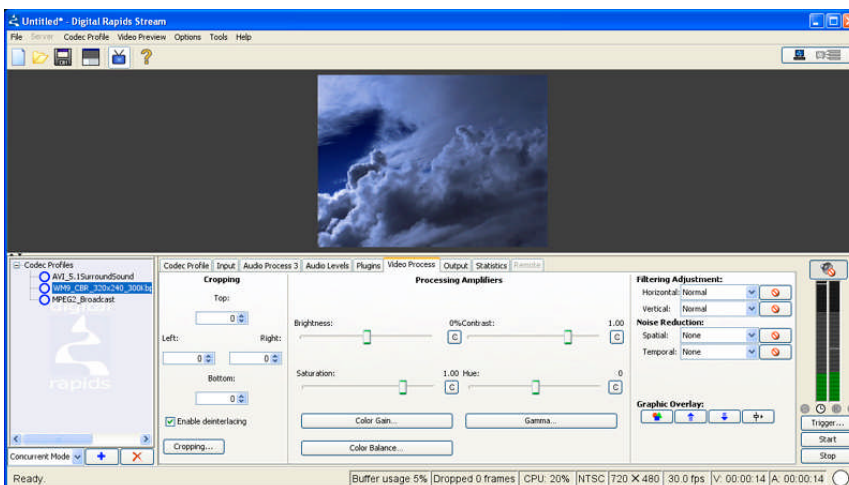 Untitled* - Digital Rapids Stream
File Server Codec Profile Video Preview Options Tools Help
Codec Profiles
AVI_5.1SurroundSound
WM9_CBR_320x240_300Kbp
MPEG2_Broadcast
digital
rapids
Concurrent Mode
Codec Profile Input Audio Process 3 Audio Levels Plugins Video Process Output Statistics Remote
Cropping
Top:
0
Left: Right:
0 0
Bottom:
0
Enable deinterlacing
Cropping...
Processing Amplifiers
Brightness: 0% Contrast: 1.00
C C
Saturation: 1.00 Hue: 0
C C
Color Gain... Gamma...
Color Balance...
Filtering Adjustment:
Horizontal: Normal
Vertical: Normal
Noise Reduction:
Spatial: None
Temporal: None
Graphic Overlay:
Trigger...
Start
Stop
Ready. Buffer usage 5% Dropped 0 frames CPU: 20% NTSC 720 X 480 30.0 fps V: 00:00:14 A: 00:00:14